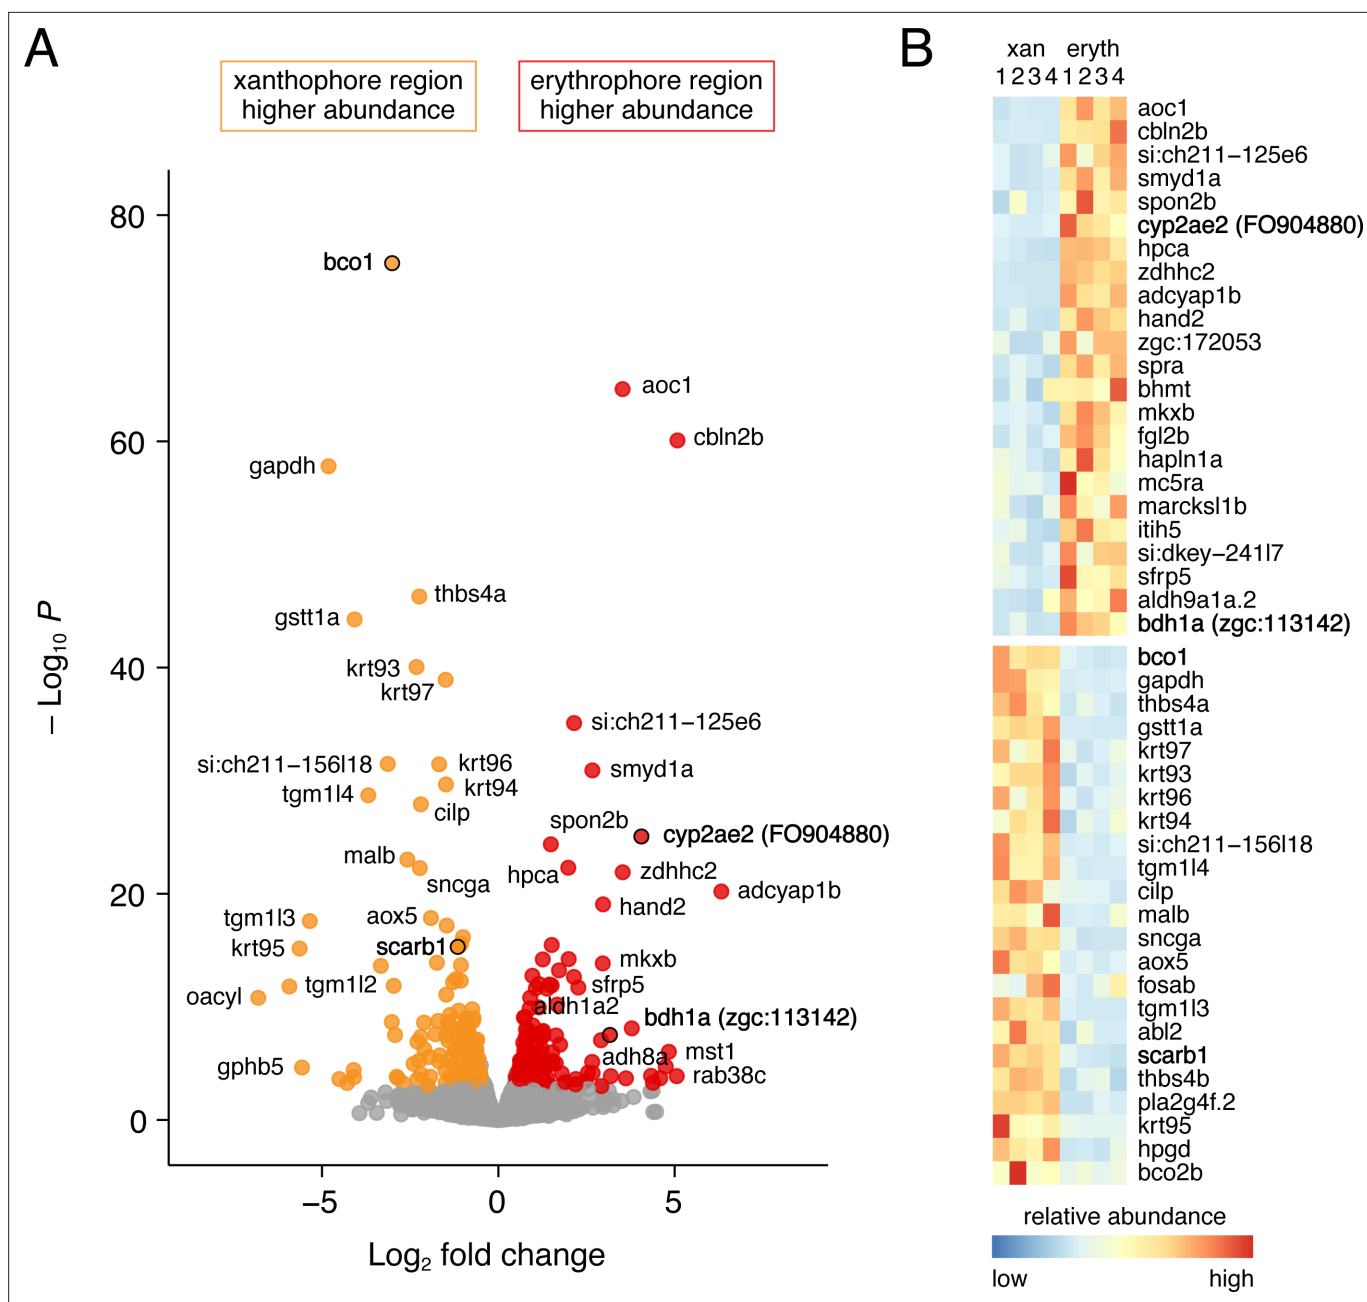 A
xanthophore region
higher abundance
erythrophore region
higher abundance
80
60
40
20
0
– Log10 P
−5
0
5
Log2 fold change
bco1
aoc1
cbln2b
gapdh
thbs4a
gstt1a
krt93
krt97
si:ch211−125e6
si:ch211−156l18
krt96
smyd1a
tgm1l4
krt94
cilp
spon2b
cyp2ae2 (FO904880)
malb
sncga
hpca
zdhhc2
adcyap1b
hand2
tgm1l3
aox5
krt95
scarb1
mkxb
oacyl
tgm1l2
sfrp5
aldh1a2
bdh1a (zgc:113142)
gphb5
adh8a
mst1
rab38c
B
xan eryth
1 2 3 4 1 2 3 4
aoc1
cbln2b
si:ch211−125e6
smyd1a
spon2b
cyp2ae2 (FO904880)
hpca
zdhhc2
adcyap1b
hand2
zgc:172053
spra
bhmt
mkxb
fgl2b
hapln1a
mc5ra
marcksl1b
itih5
si:dkey−241l7
sfrp5
aldh9a1a.2
bdh1a (zgc:113142)
bco1
gapdh
thbs4a
gstt1a
krt97
krt93
krt96
krt94
si:ch211−156l18
tgm1l4
cilp
malb
sncga
aox5
fosab
tgm1l3
abl2
scarb1
thbs4b
pla2g4f.2
krt95
hpgd
bco2b
relative abundance
low high